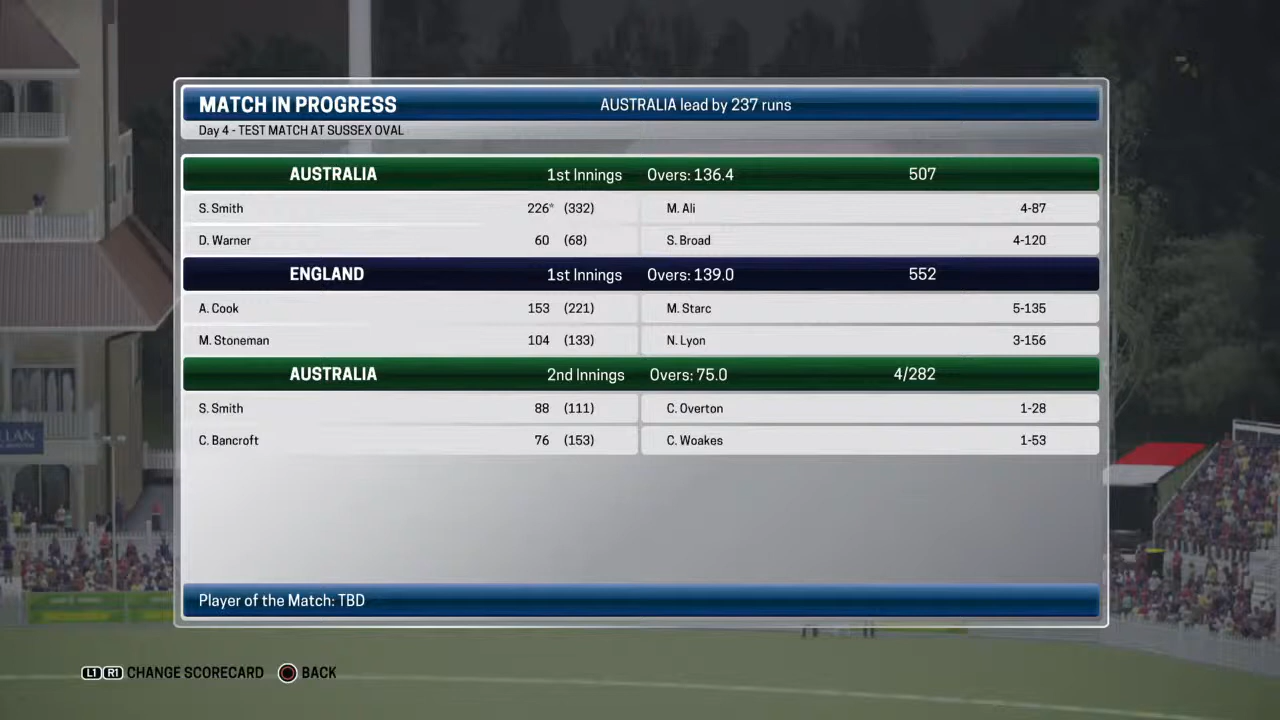 MATCH IN PROGRESS AUSTRALIA lead by 237 runs
Day 4 - TEST MATCH AT SUSSEX OVAL
AUSTRALIA 1st Innings Overs: 136.4 507
S. Smith 226* (332) M. Ali 4-87
D. Warner 60 (68) S. Broad 4-120
ENGLAND 1st Innings Overs: 139.0 552
A. Cook 153 (221) M. Starc 5-135
M. Stoneman 104 (133) N. Lyon 3-156
AUSTRALIA 2nd Innings Overs: 75.0 4/282
S. Smith 88 (111) C. Overton 1-28
C. Bancroft 76 (153) C. Woakes 1-53
Player of the Match: TBD
L1 R1 CHANGE SCORECARD BACK